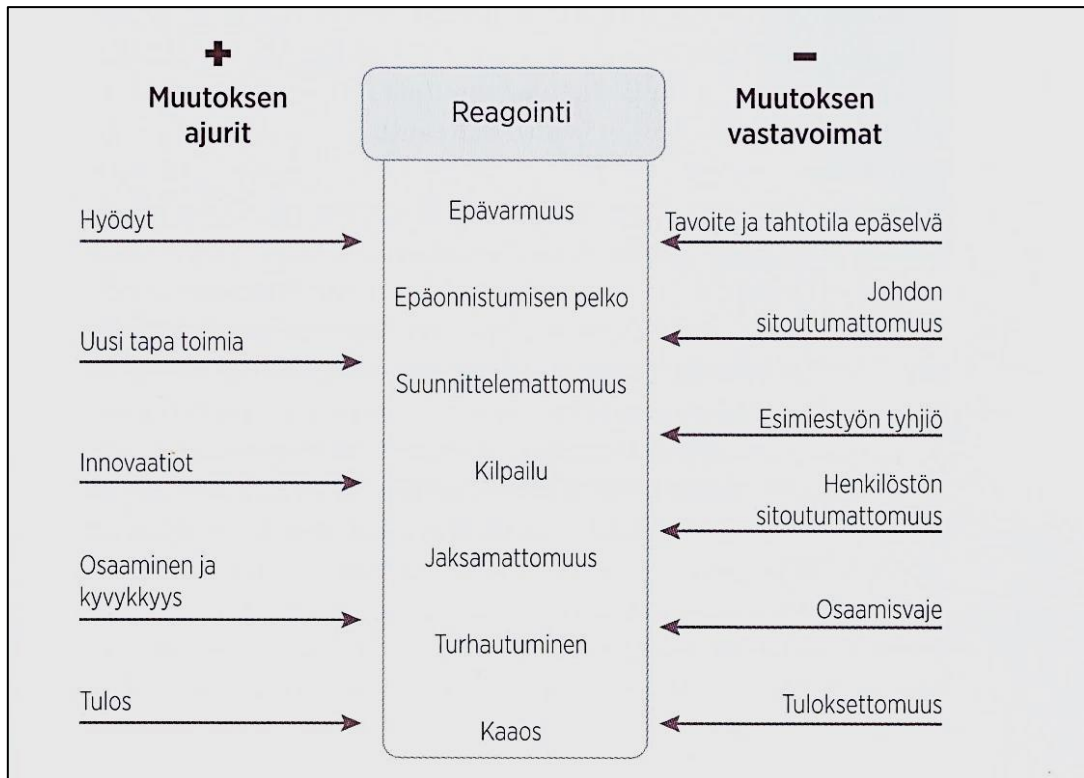 +
Muutoksen
ajurit
Hyödyt
Uusi tapa toimia
Innovaatiot
Osaaminen ja
kyvykkyys
Tulos
Reagointi
Epävarmuus
Epäonnistumisen pelko
Suunnittelemattomuus
Kilpailu
Jaksamattomuus
Turhautuminen
Kaaos
–
Muutoksen
vastavoimat
Tavoite ja tahtotila epäselvä
Johdon
sitoutumattomuus
Esimiestyön tyhjiö
Henkilöstön
sitoutumattomuus
Osaamisvaje
Tuloksettomuus